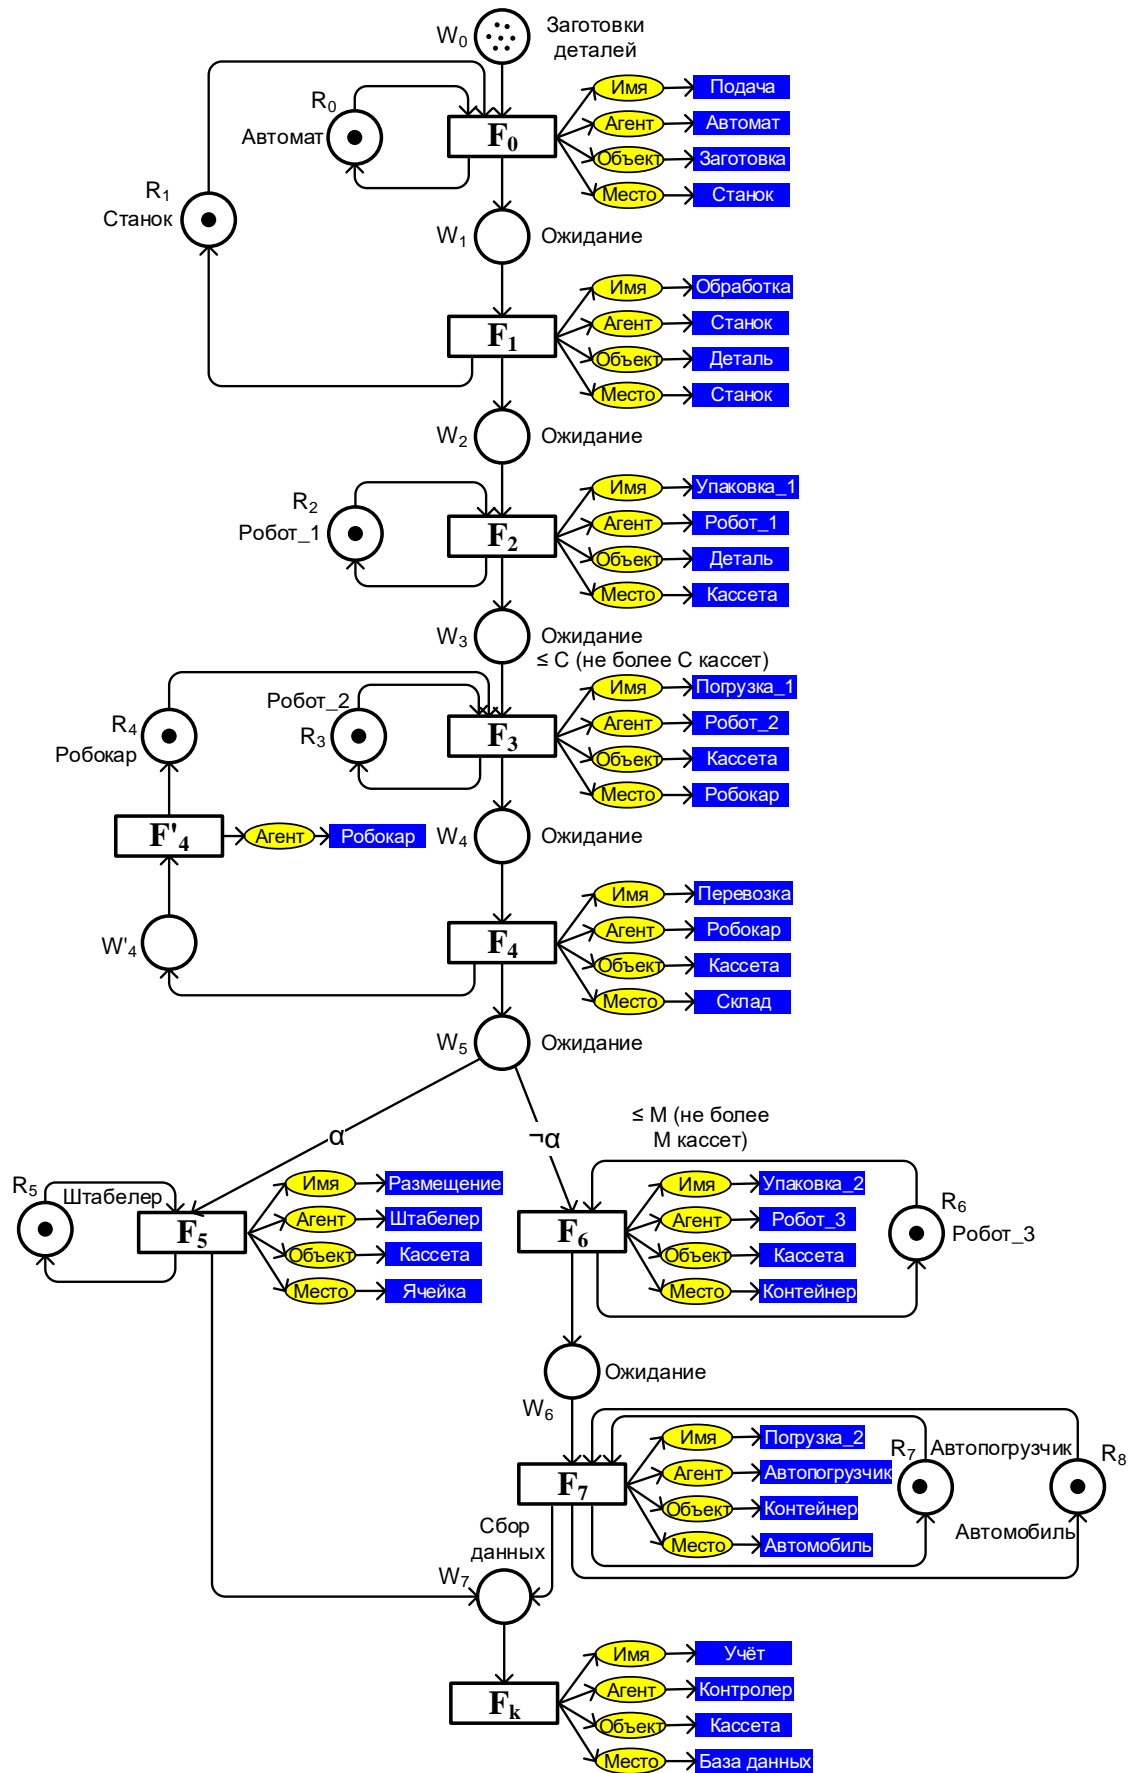 W0
Заготовки
деталей
R0
Автомат
F0
Имя
Подача
Агент
Автомат
Объект
Заготовка
Место
Станок
R1
Станок
W1
Ожидание
F1
Имя
Обработка
Агент
Станок
Объект
Деталь
Место
Станок
W2
Ожидание
R2
Робот_1
F2
Имя
Упаковка_1
Агент
Робот_1
Объект
Деталь
Место
Кассета
W3
Ожидание
≤ С (не более С кассет)
R4
Робокар
Робот_2
R3
F3
Имя
Погрузка_1
Агент
Робот_2
Объект
Кассета
Место
Робокар
F'4
Агент
Робокар
W4
Ожидание
W'4
F4
Имя
Перевозка
Агент
Робокар
Объект
Кассета
Место
Склад
W5
Ожидание
α
¬α
≤ М (не более
М кассет)
R5
Штабелер
F5
Имя
Размещение
Агент
Штабелер
Объект
Кассета
Место
Ячейка
F6
Имя
Упаковка_2
Агент
Робот_3
Объект
Кассета
Место
Контейнер
R6
Робот_3
Ожидание
W6
F7
Имя
Погрузка_2
Агент
Автопогрузчик
Объект
Контейнер
Место
Автомобиль
R7
Автопогрузчик
R8
Автомобиль
Сбор
данных
W7
Fk
Имя
Учёт
Агент
Контролер
Объект
Кассета
Место
База данных